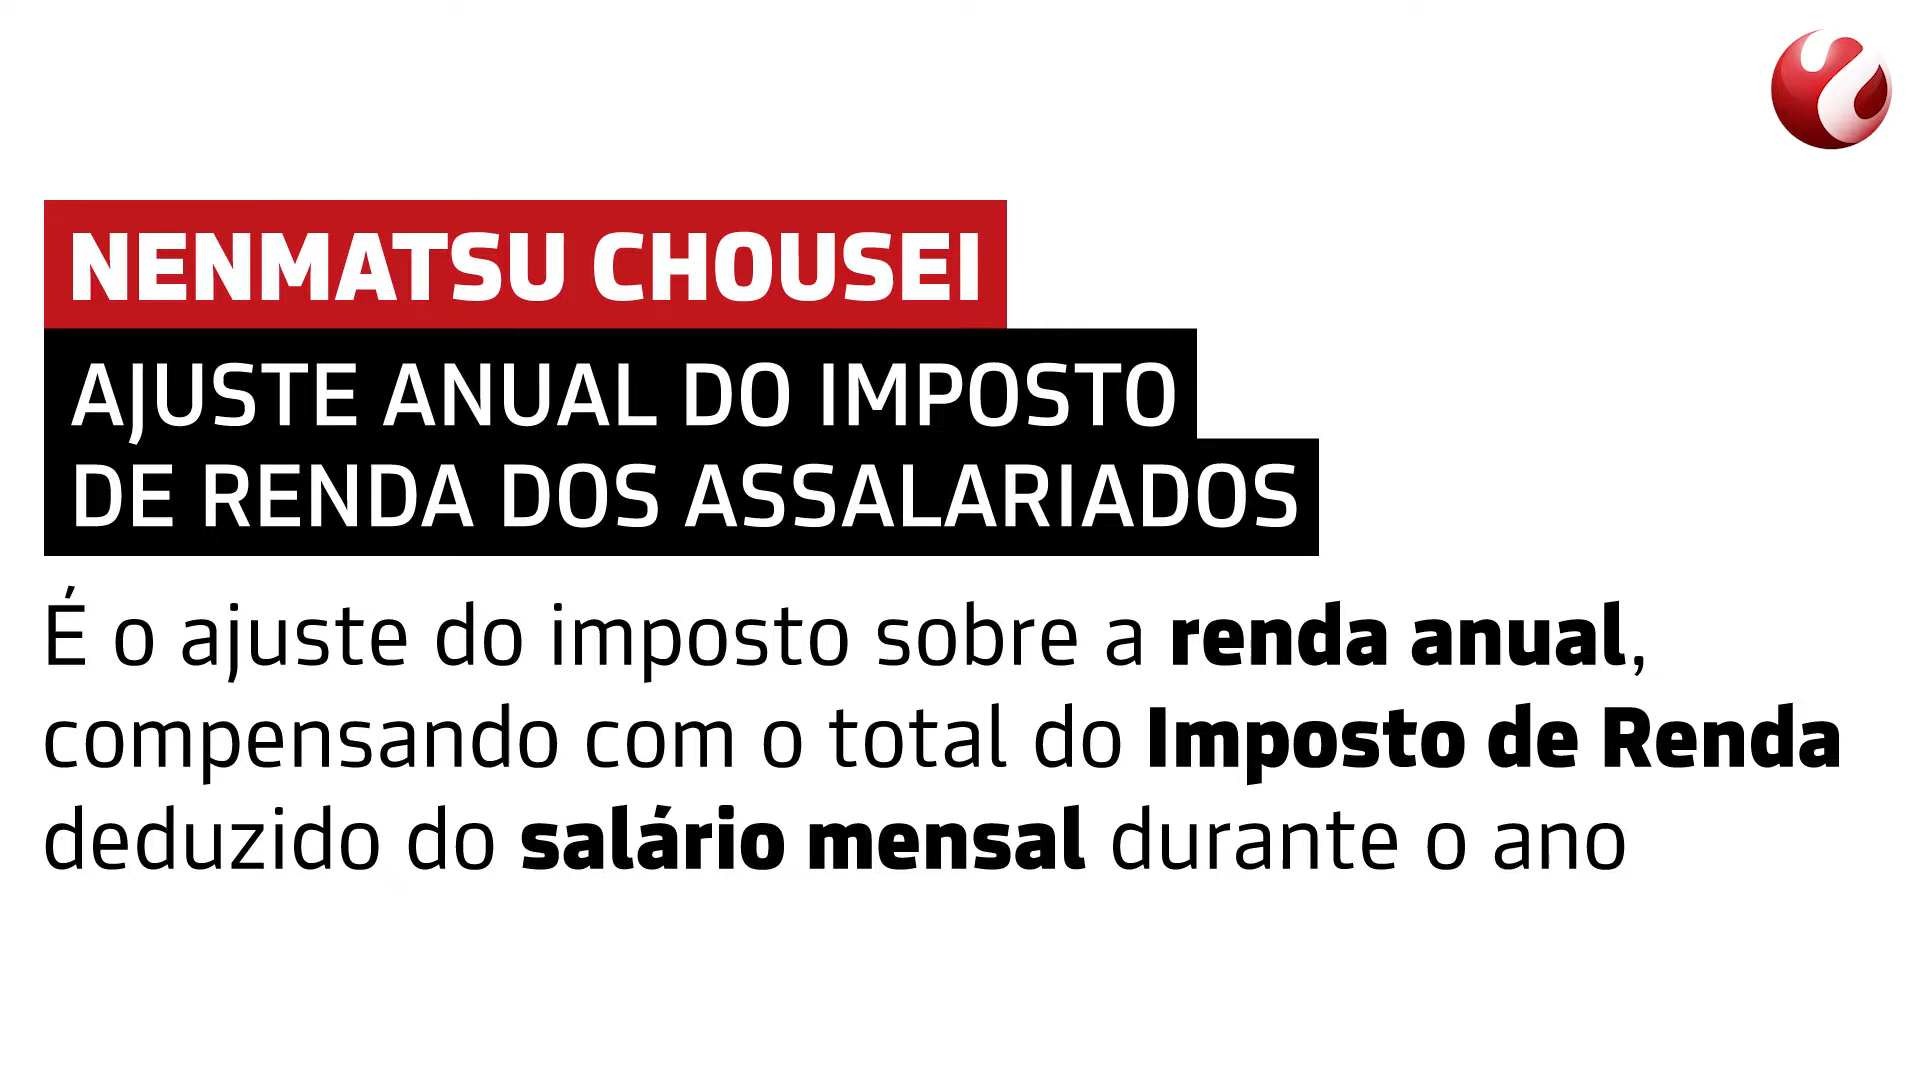 NENMATSU CHOUSEI
AJUSTE ANUAL DO IMPOSTO
DE RENDA DOS ASSALARIADOS
É o ajuste do imposto sobre a renda anual,
compensando com o total do Imposto de Renda
deduzido do salário mensal durante o ano